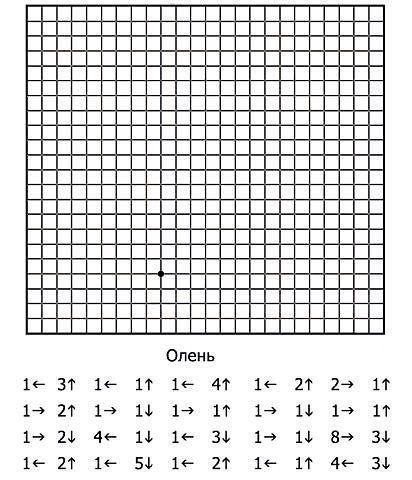 Олень
1← 3↑ 1← 1↑ 1← 4↑ 1← 2↑ 2→ 1↑
1→ 2↑ 1→ 1↓ 1→ 1↑ 1→ 1↓ 1→ 1↑
1→ 2↓ 4← 1↓ 1← 3↓ 1→ 1↓ 8→ 3↓
1← 2↑ 1← 5↓ 1← 2↑ 1← 1↑ 4← 3↓